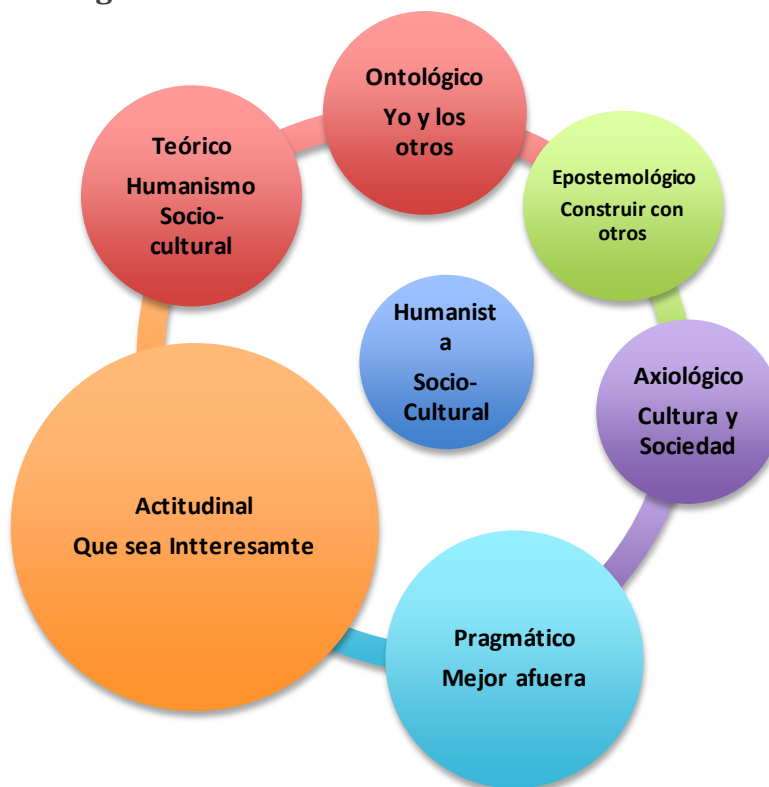 Ontológico
Yo y los
otros
Teórico
Humanismo
Socio-
cultural
Epostemológico
Construir con
otros
Humanist
a
Socio-
Cultural
Axiológico
Cultura y
Sociedad
Actitudinal
Que sea Intteresamte
Pragmático
Mejor afuera